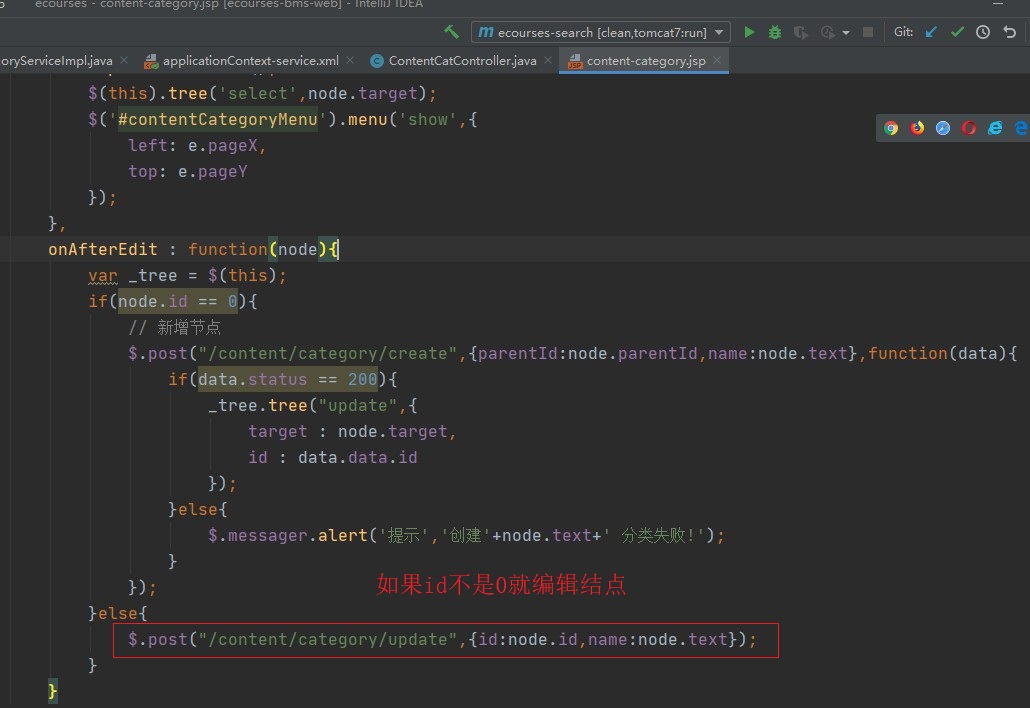 ecourses - content-category.jsp [ecourses-bms-web] - IntelliJ IDEA
ecourses-search [clean,tomcat7:run]
Git:
oryServiceImpl.java
applicationContext-service.xml
ContentCatController.java
content-category.jsp
$(this).tree('select',node.target);
$('#contentCategoryMenu').menu('show',{
left: e.pageX,
top: e.pageY
});
},
onAfterEdit : function(node){
var _tree = $(this);
if(node.id == 0){
// 新增节点
$.post("/content/category/create",{parentId:node.parentId,name:node.text},function(data){
if(data.status == 200){
_tree.tree("update",{
target : node.target,
id : data.data.id
});
}else{
$.messager.alert('提示','创建'+node.text+' 分类失败!');
}
});
如果id不是0就编辑结点
}else{
$.post("/content/category/update",{id:node.id,name:node.text});
}
}